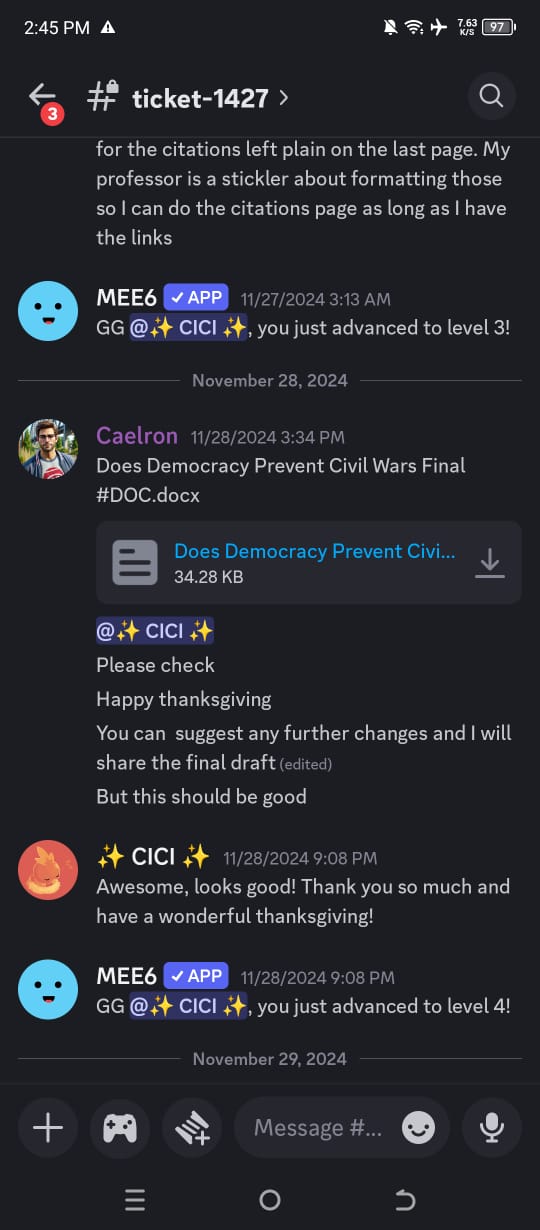 2:45 PM
7.63
K/S
97
3
ticket-1427
for the citations left plain on the last page. My
professor is a stickler about formatting those
so I can do the citations page as long as I have
the links
MEE6 ✓ APP 11/27/2024 3:13 AM
GG @✨ CICI ✨, you just advanced to level 3!
November 28, 2024
Caelron 11/28/2024 3:34 PM
Does Democracy Prevent Civil Wars Final
#DOC.docx
Does Democracy Prevent Civi...
34.28 KB
@✨ CICI ✨
Please check
Happy thanksgiving
You can  suggest any further changes and I will
share the final draft (edited)
But this should be good
✨ CICI ✨ 11/28/2024 9:08 PM
Awesome, looks good! Thank you so much and
have a wonderful thanksgiving!
MEE6 ✓ APP 11/28/2024 9:08 PM
GG @✨ CICI ✨, you just advanced to level 4!
November 29, 2024
Message #...